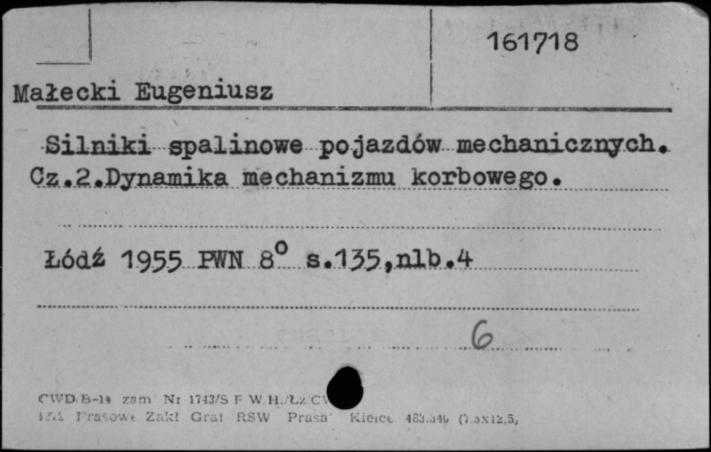 161718
Małecki Eugeniusz
Silniki spalinowe pojazdów mechanicznych.
Cz.2.Dynamika mechanizmu korbowego.
Łódź 1955 PWN 8° s.135,nlb.4
6
CWD B-14 zam Nr 1743/S F W H./Łz
Prasowe Zakł Graf RSW Prasa Kielce